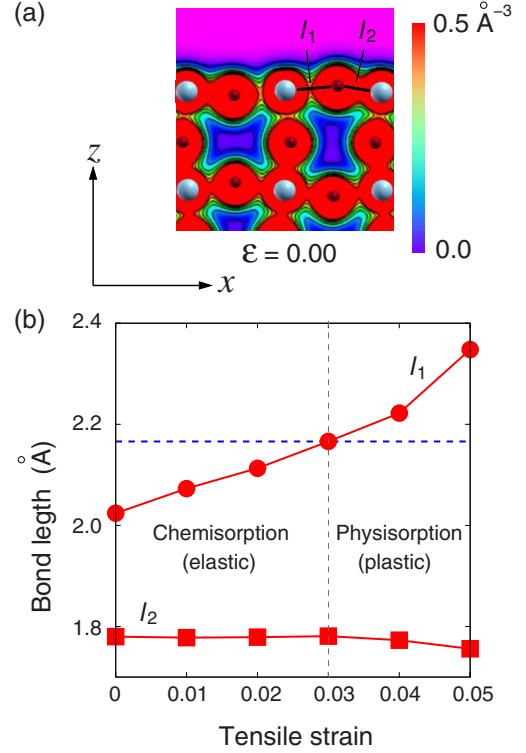 (a)
l1 l2
0.5 Å−3
0.0
z
x
ε = 0.00
(b)
2.4
2.2
2.0
1.8
Bond legth (Å)
l1
Chemisorption
(elastic)
Physisorption
(plastic)
l2
0 0.01 0.02 0.03 0.04 0.05
Tensile strain